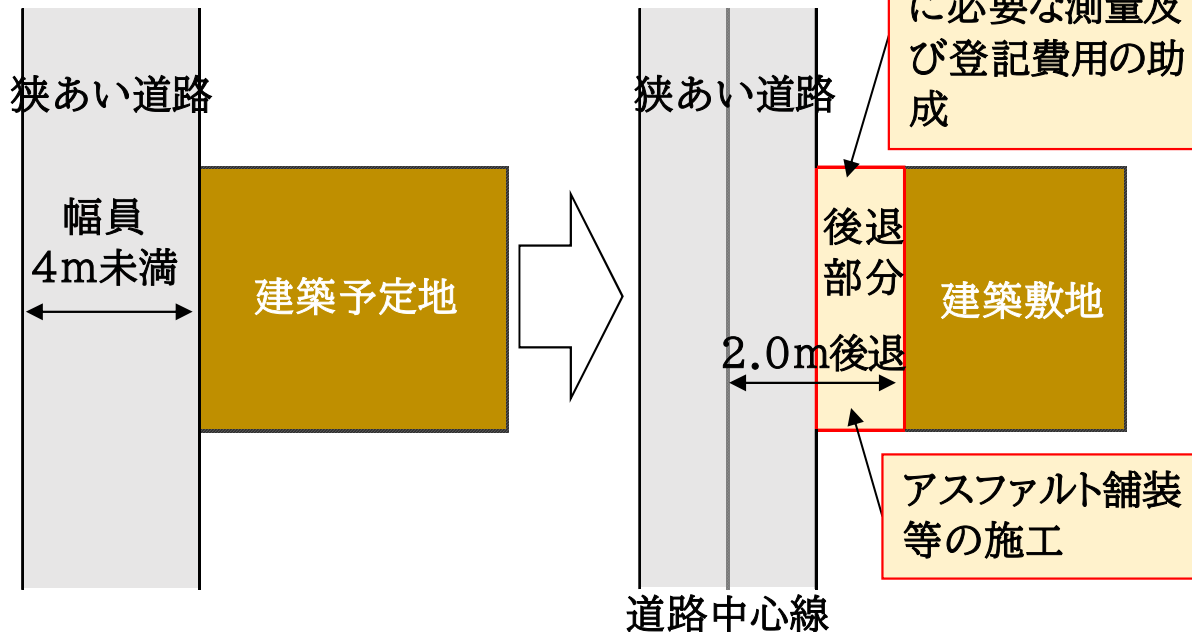 狭あい道路
幅員
4m未満
建築予定地
狭あい道路
に必要な測量及
び登記費用の助
成
後退
部分
2.0m後退
建築敷地
アスファルト舗装
等の施工
道路中心線